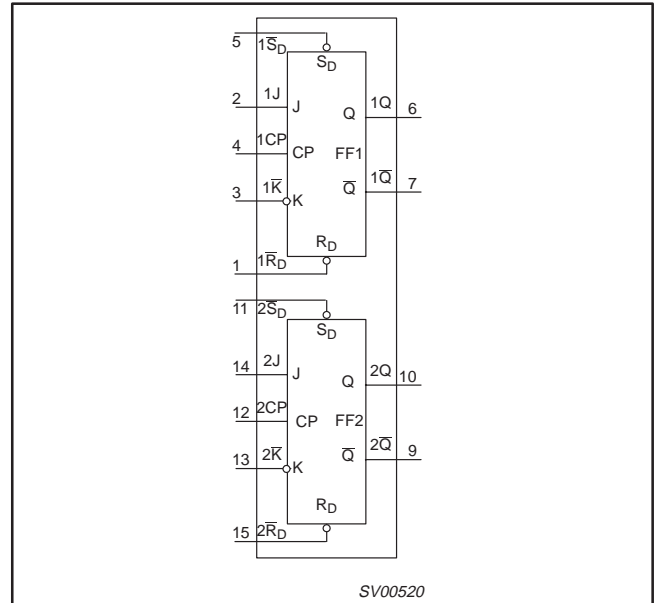 5 1S̅D
SD
2 1J J Q 1Q 6
4 1CP CP FF1
3 1K̅ K Q̅ 1Q̅ 7
RD
1 1R̅D
11 2S̅D
SD
14 2J J Q 2Q 10
12 2CP CP FF2
13 2K̅ K Q̅ 2Q̅ 9
RD
15 2R̅D
SV00520